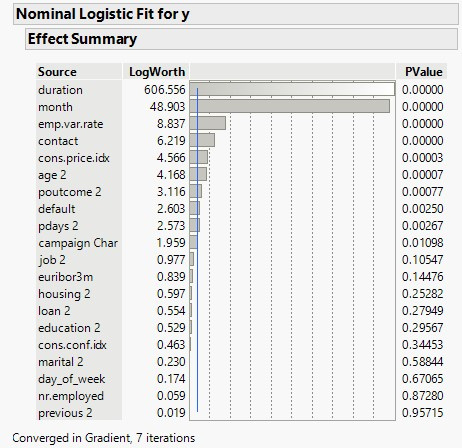 Nominal Logistic Fit for y
Effect Summary
Source LogWorth PValue
duration 606.556 0.00000
month 48.903 0.00000
emp.var.rate 8.837 0.00000
contact 6.219 0.00000
cons.price.idx 4.566 0.00003
age 2 4.168 0.00007
poutcome 2 3.116 0.00077
default 2.603 0.00250
pdays 2 2.573 0.00267
campaign Char 1.959 0.01098
job 2 0.977 0.10547
euribor3m 0.839 0.14476
housing 2 0.597 0.25282
loan 2 0.554 0.27949
education 2 0.529 0.29567
cons.conf.idx 0.463 0.34453
marital 2 0.230 0.58844
day_of_week 0.174 0.67065
nr.employed 0.059 0.87280
previous 2 0.019 0.95715
Converged in Gradient, 7 iterations